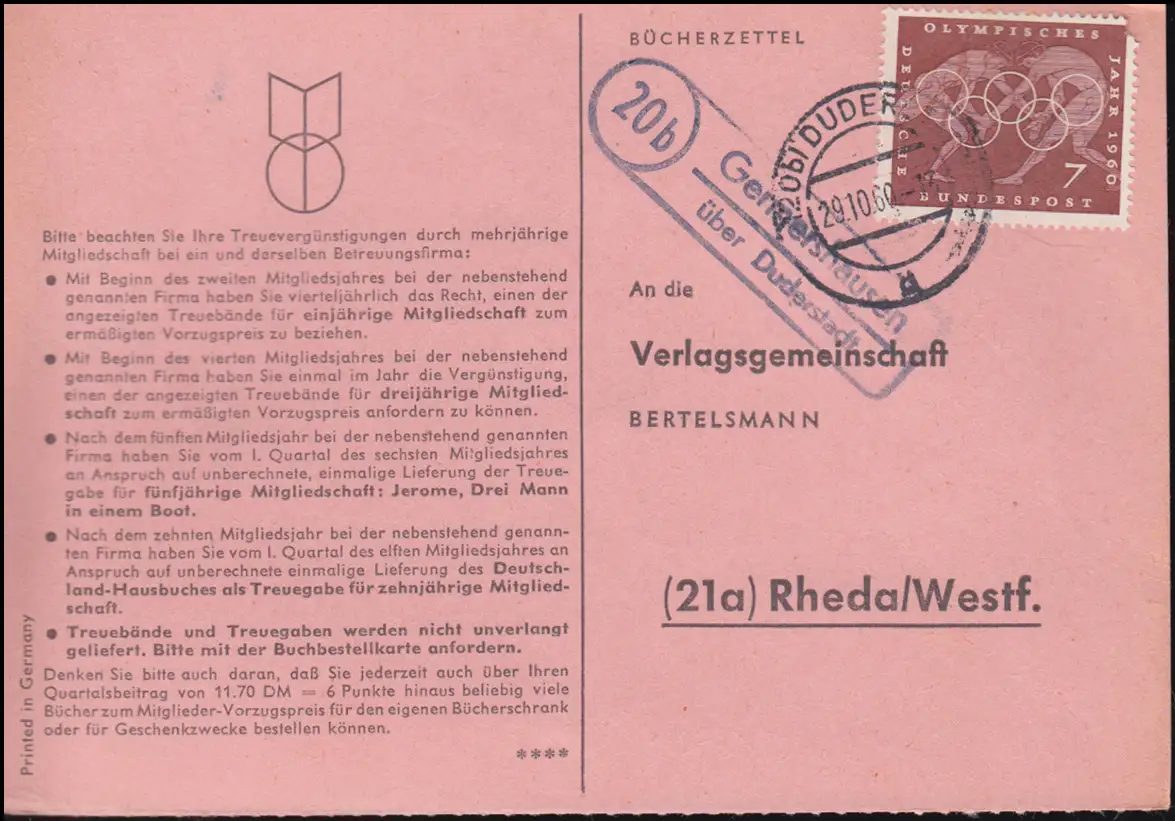 Bitte beachten Sie Ihre Treuevergünstigungen durch mehrjährige
Mitgliedschaft bei ein und derselben Betreuungsfirma:
● Mit Beginn des zweiten Mitgliedsjahres bei der nebenstehend
genannten Firma haben Sie vierteljährlich das Recht, einen der
angezeigten Treuebände für einjährige Mitgliedschaft zum
ermäßigten Vorzugspreis zu beziehen.
● Mit Beginn des vierten Mitgliedsjahres bei der nebenstehend
genannten Firma haben Sie einmal im Jahr die Vergünstigung,
einen der angezeigten Treuebände für dreijährige Mitglied-
schaft zum ermäßigten Vorzugspreis anfordern zu können.
● Nach dem fünften Mitgliedsjahr bei der nebenstehend genannten
Firma haben Sie vom I. Quartal des sechsten Mitgliedsjahres
an Anspruch auf unberechnete, einmalige Lieferung der Treue-
gabe für fünfjährige Mitgliedschaft: Jerome, Drei Mann
in einem Boot.
● Nach dem zehnten Mitgliedsjahr bei der nebenstehend genann-
ten Firma haben Sie vom I. Quartal des elften Mitgliedsjahres an
Anspruch auf unberechnete einmalige Lieferung des Deutsch-
land-Hausbuches als Treuegabe für zehnjährige Mitglied-
schaft.
● Treuebände und Treuegaben werden nicht unverlangt
geliefert. Bitte mit der Buchbestellkarte anfordern.
Denken Sie bitte auch daran, daß Sie jederzeit auch über Ihren
Quartalsbeitrag von 11.70 DM = 6 Punkte hinaus beliebig viele
Bücher zum Mitglieder-Vorzugspreis für den eigenen Bücherschrank
oder für Geschenkzwecke bestellen können.
****
Printed in Germany
BÜCHERZETTEL
20b
über Duderstadt
29.10.60
OLYMPISCHES
JAHR 1960
DEUTSCHE
BUNDESPOST
7
An die
Verlagsgemeinschaft
BERTELSMANN
(21a) Rheda/Westf.